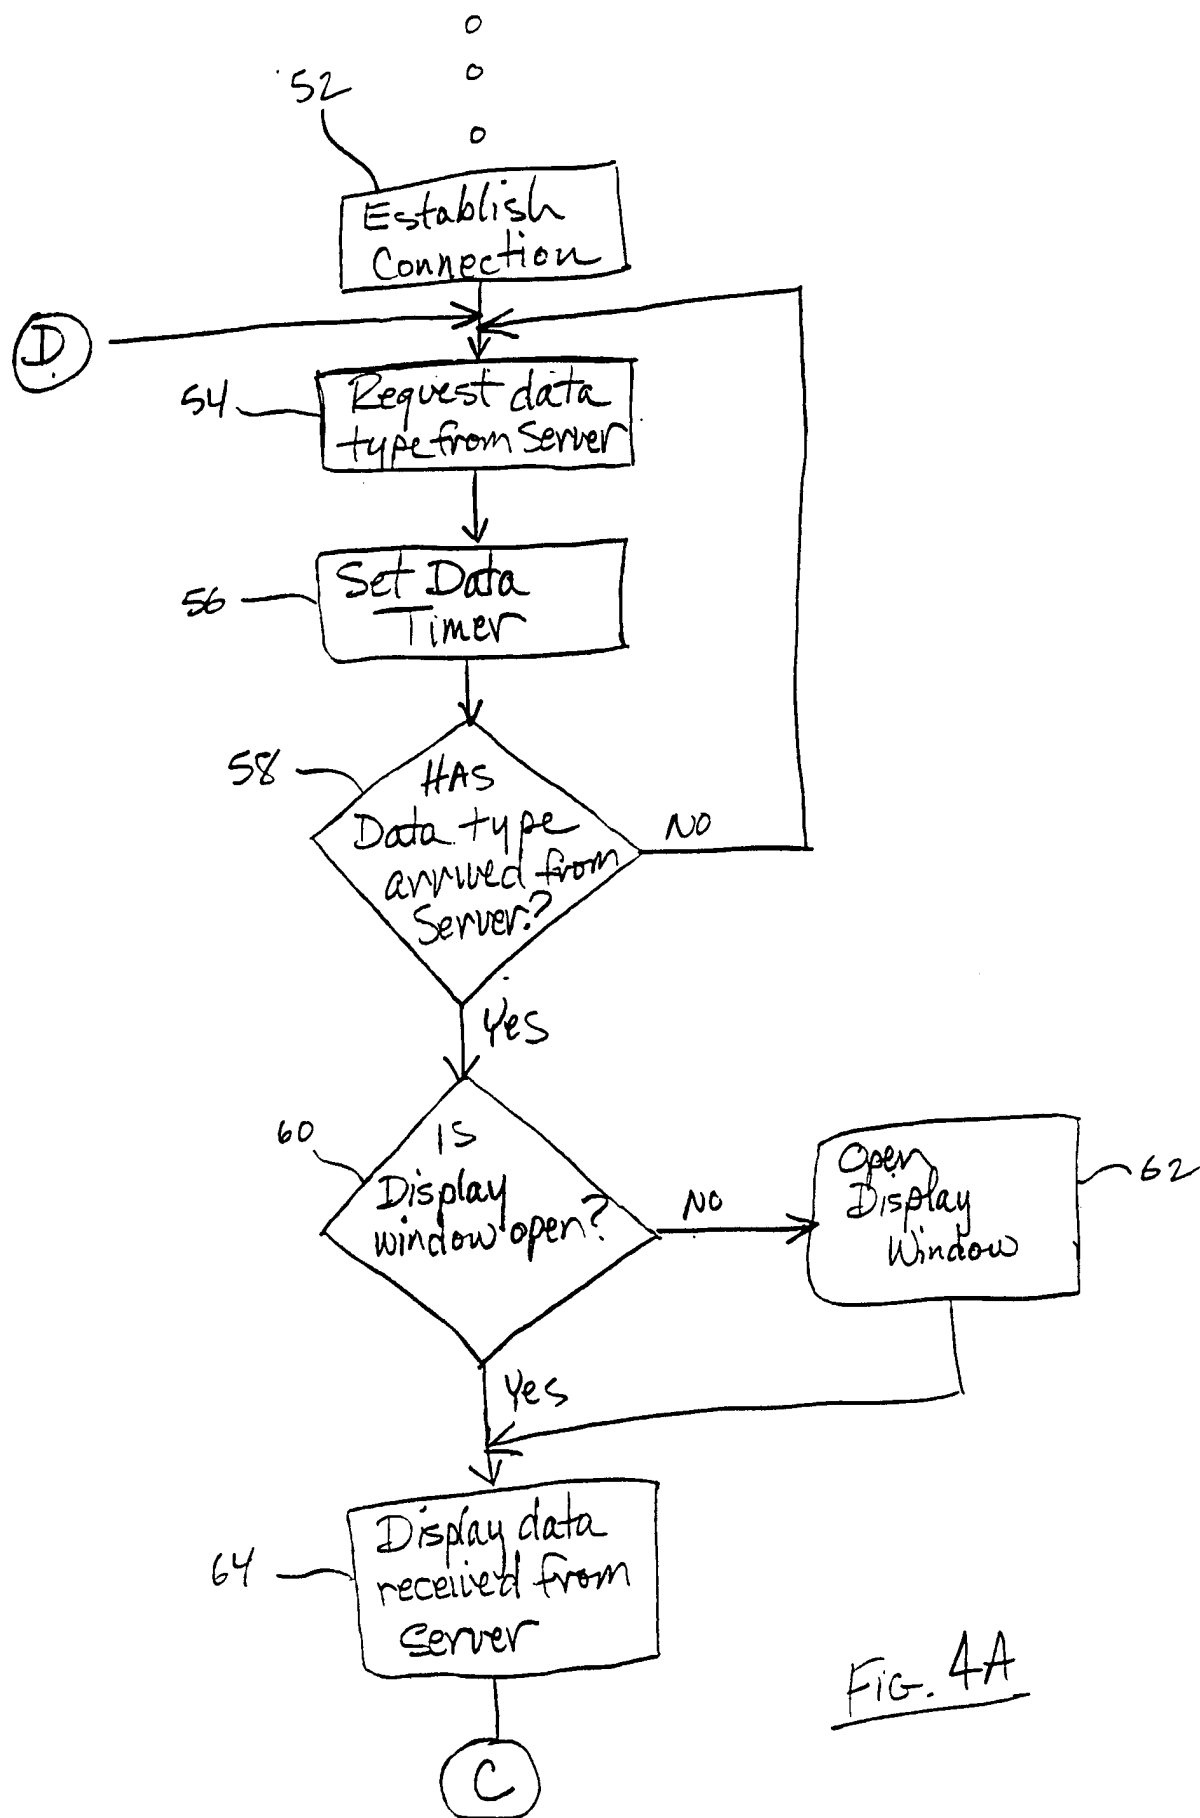 52
Establish
Connection
D
54
Request data
type from Server
56
Set Data
Timer
58
HAS
Data type
arrived from
Server?
NO
Yes
60
IS
Display
window open?
NO
Open
Display
Window
62
Yes
64
Display data
received from
Server
FIG. 4A
C